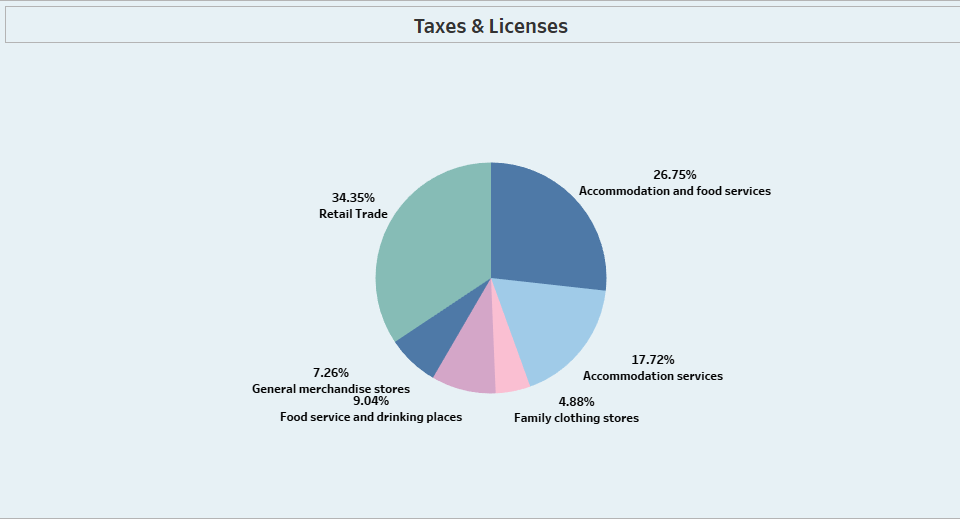 Taxes & Licenses
26.75%
Accommodation and food services
34.35%
Retail Trade
17.72%
Accommodation services
7.26%
General merchandise stores
9.04%
Food service and drinking places
4.88%
Family clothing stores